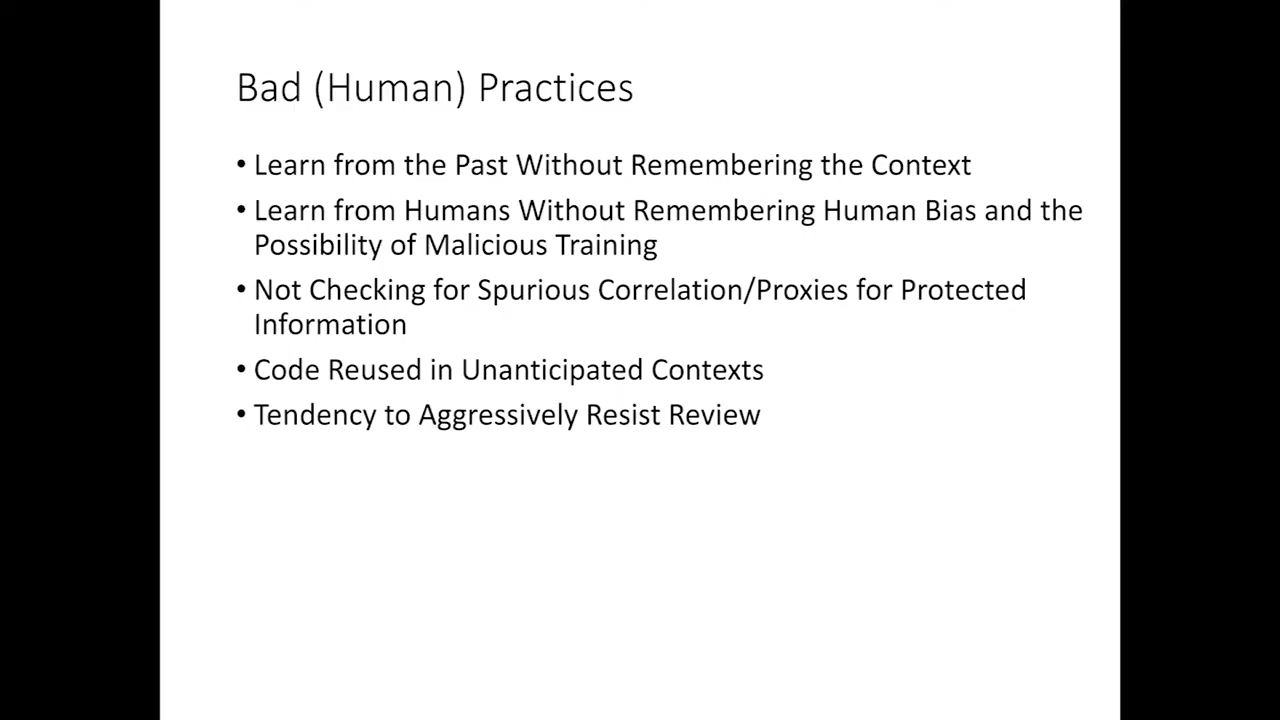 Bad (Human) Practices
• Learn from the Past Without Remembering the Context
• Learn from Humans Without Remembering Human Bias and the
Possibility of Malicious Training
• Not Checking for Spurious Correlation/Proxies for Protected
Information
• Code Reused in Unanticipated Contexts
• Tendency to Aggressively Resist Review